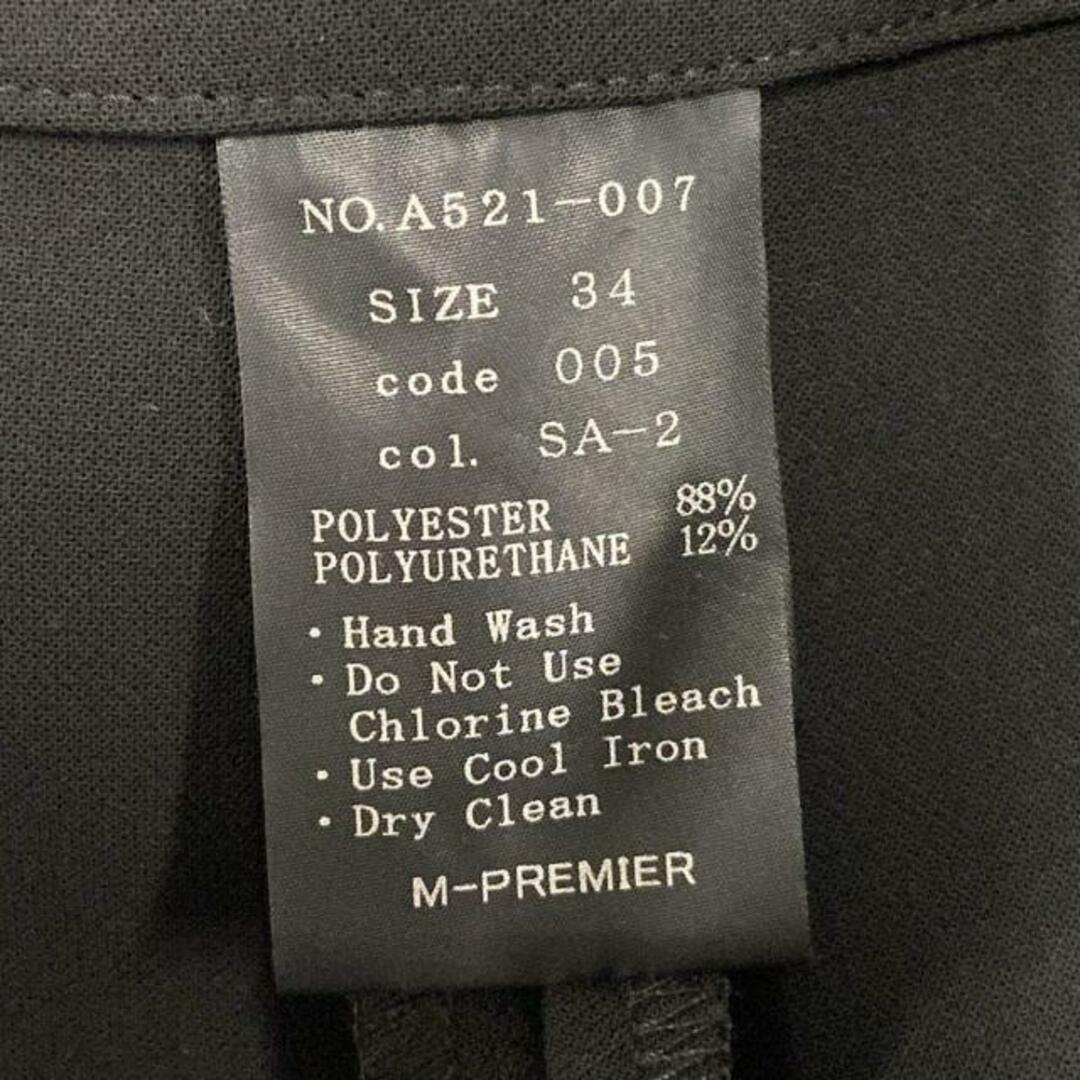 NO.A521-007
SIZE 34
code 005
col. SA-2
POLYESTER 88%
POLYURETHANE 12%
・Hand Wash
・Do Not Use
Chlorine Bleach
・Use Cool Iron
・Dry Clean
M-PREMIER